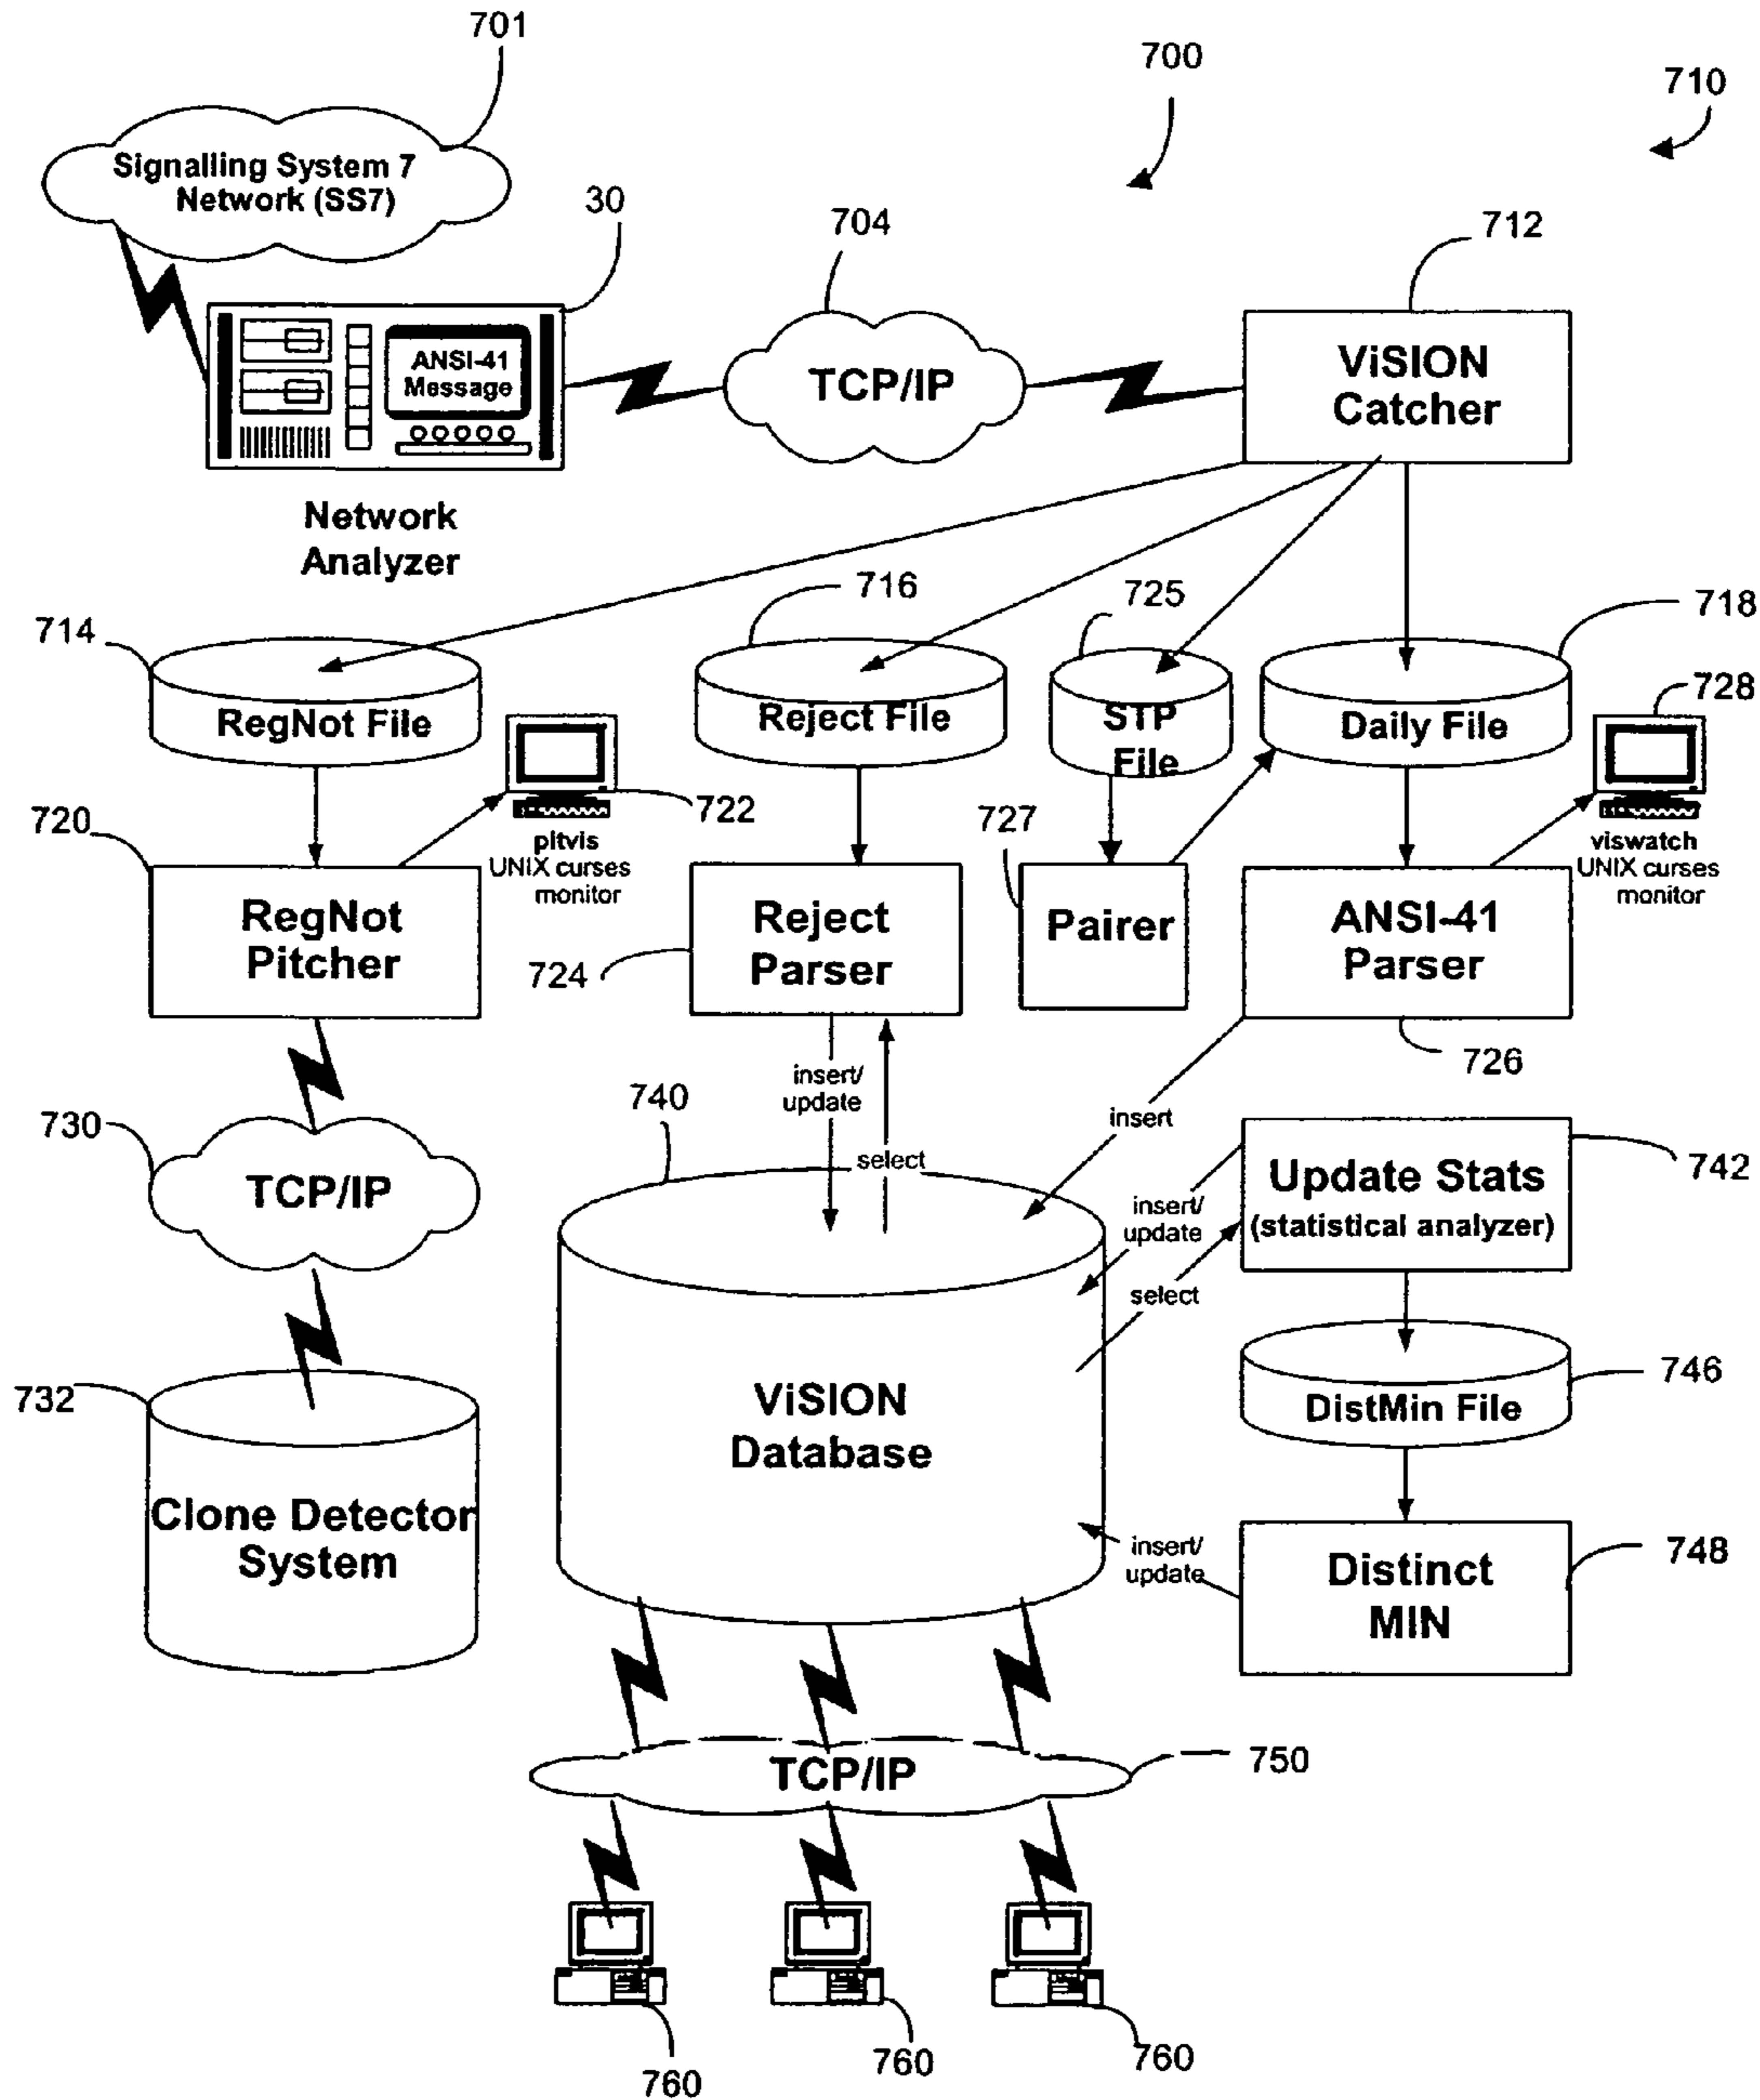 701
700
710
Signalling System 7
Network (SS7)
30
704
712
ANSI-41
Message
TCP/IP
ViSION
Catcher
Network
Analyzer
714
716
725
718
728
RegNot File
Reject File
STP
File
Daily File
720
722
727
pitvis
UNIX curses
monitor
viswatch
UNIX curses
monitor
RegNot
Pitcher
724
Reject
Parser
Pairer
ANSI-41
Parser
726
insert/
update
select
insert
730
740
TCP/IP
742
Update Stats
(statistical analyzer)
insert/
update
select
732
746
ViSION
Database
DistMin File
Clone Detector
System
insert/
update
Distinct
MIN
748
TCP/IP
750
760
760
760